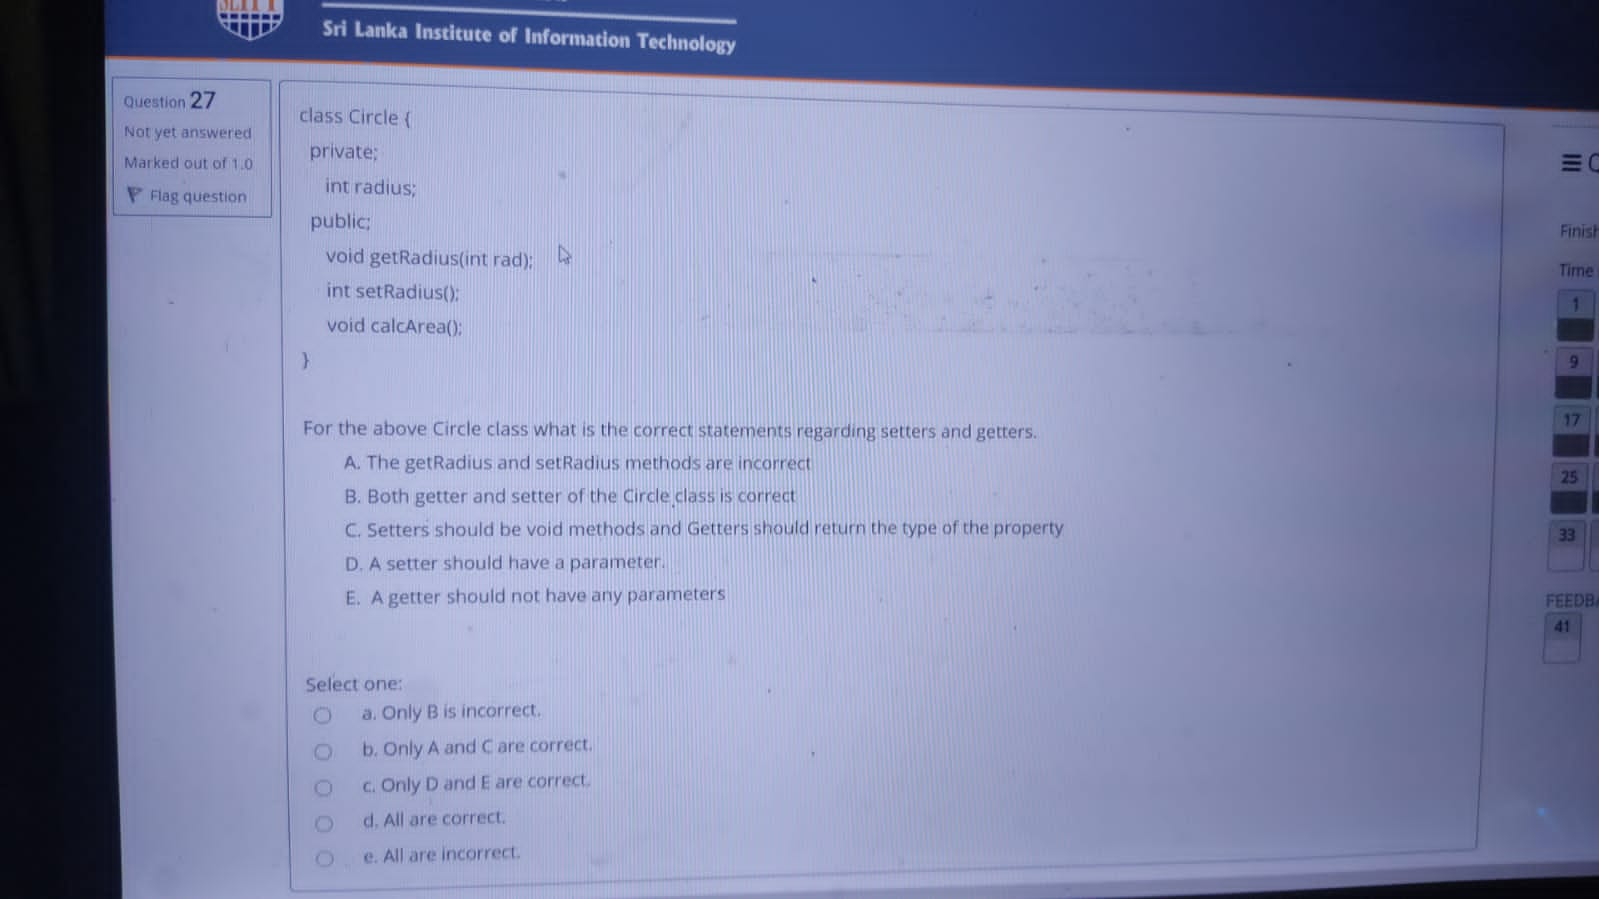 SLIIT
Sri Lanka Institute of Information Technology
Question 27
Not yet answered
Marked out of 1.0
Flag question
class Circle {
private;
int radius;
public;
void getRadius(int rad);
int setRadius();
void calcArea();
}
For the above Circle class what is the correct statements regarding setters and getters.
A. The getRadius and setRadius methods are incorrect
B. Both getter and setter of the Circle class is correct
C. Setters should be void methods and Getters should return the type of the property
D. A setter should have a parameter.
E. A getter should not have any parameters
Select one:
a. Only B is incorrect.
b. Only A and C are correct.
c. Only D and E are correct.
d. All are correct.
e. All are incorrect.
Finish
Time
1
9
17
25
33
FEEDBA
41